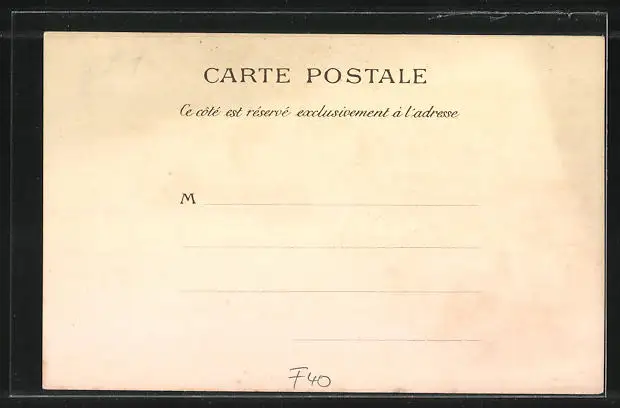 CARTE POSTALE
Ce côté est réservé exclusivement à l'adresse
M
F40